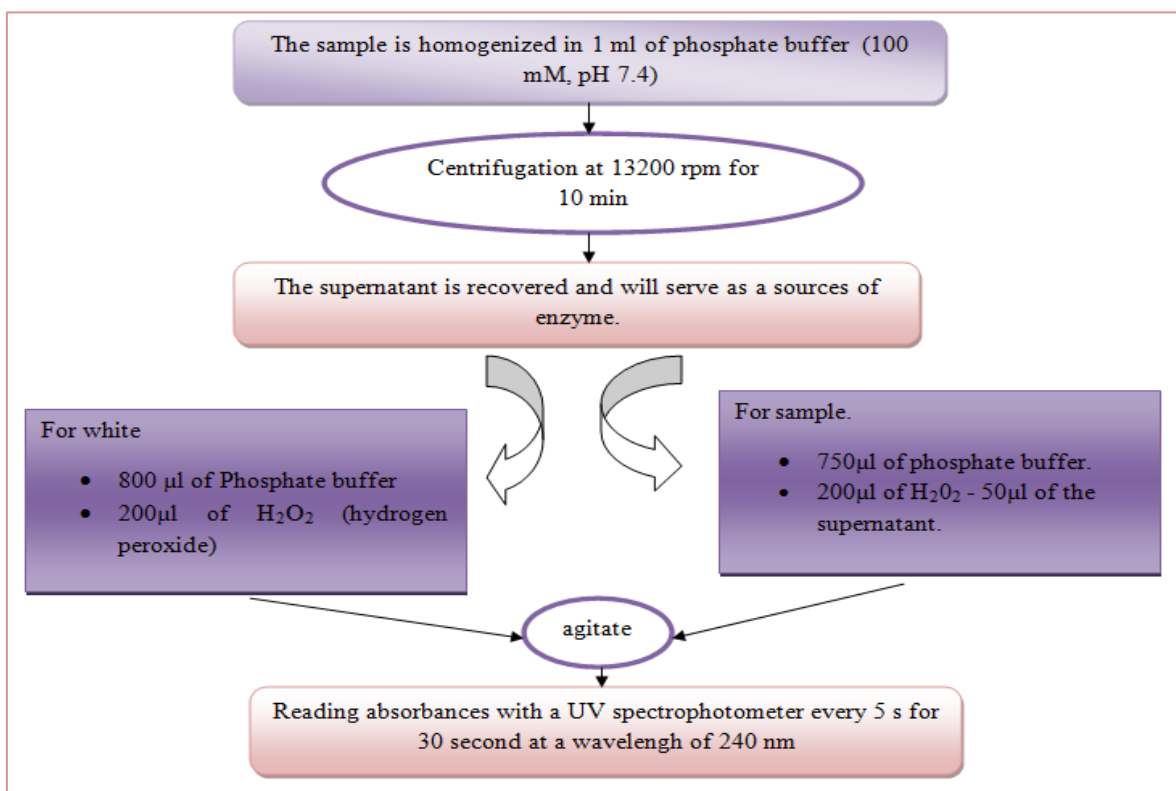 The sample is homogenized in 1 ml of phosphate buffer (100
mM, pH 7.4)
Centrifugation at 13200 rpm for
10 min
The supernatant is recovered and will serve as a sources of
enzyme.
For white
• 800 µl of Phosphate buffer
• 200µl of H₂O₂ (hydrogen
peroxide)
For sample.
• 750µl of phosphate buffer.
• 200µl of H₂0₂ - 50µl of the
supernatant.
agitate
Reading absorbances with a UV spectrophotometer every 5 s for
30 second at a wavelengh of 240 nm